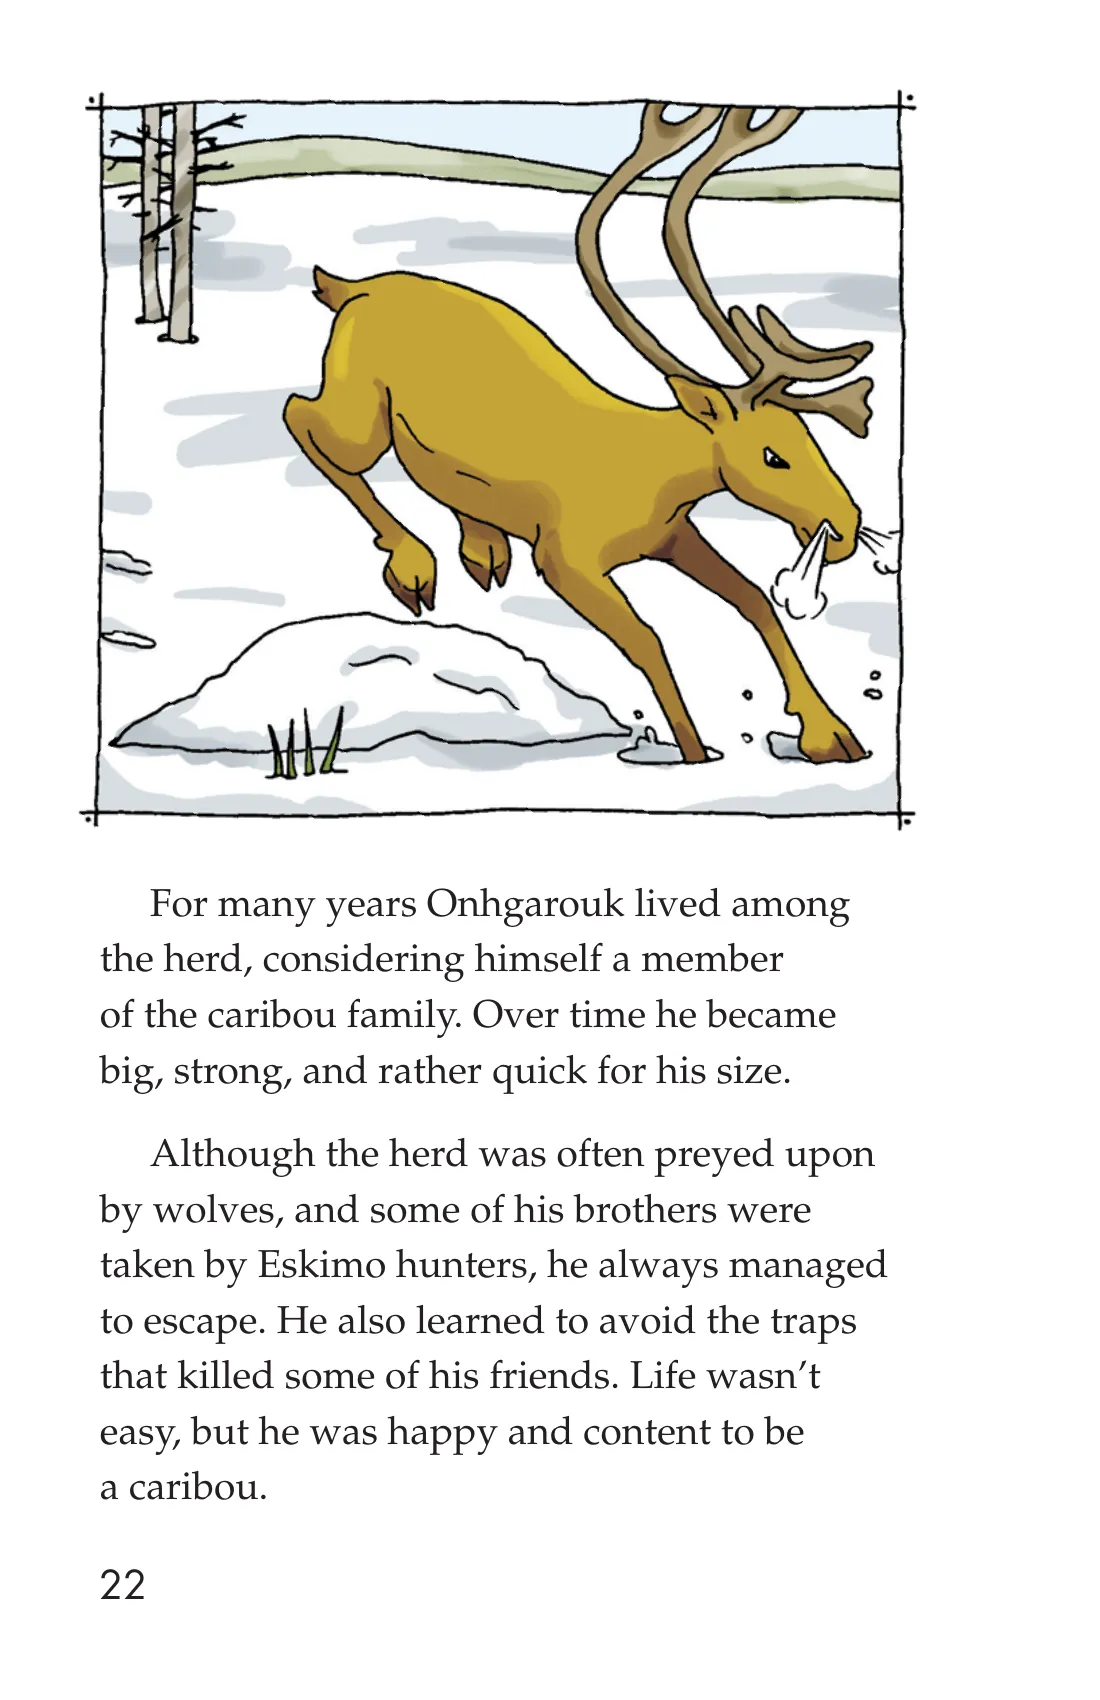 For many years Onhgarouk lived among
the herd, considering himself a member
of the caribou family. Over time he became
big, strong, and rather quick for his size.
Although the herd was often preyed upon
by wolves, and some of his brothers were
taken by Eskimo hunters, he always managed
to escape. He also learned to avoid the traps
that killed some of his friends. Life wasn’t
easy, but he was happy and content to be
a caribou.
22